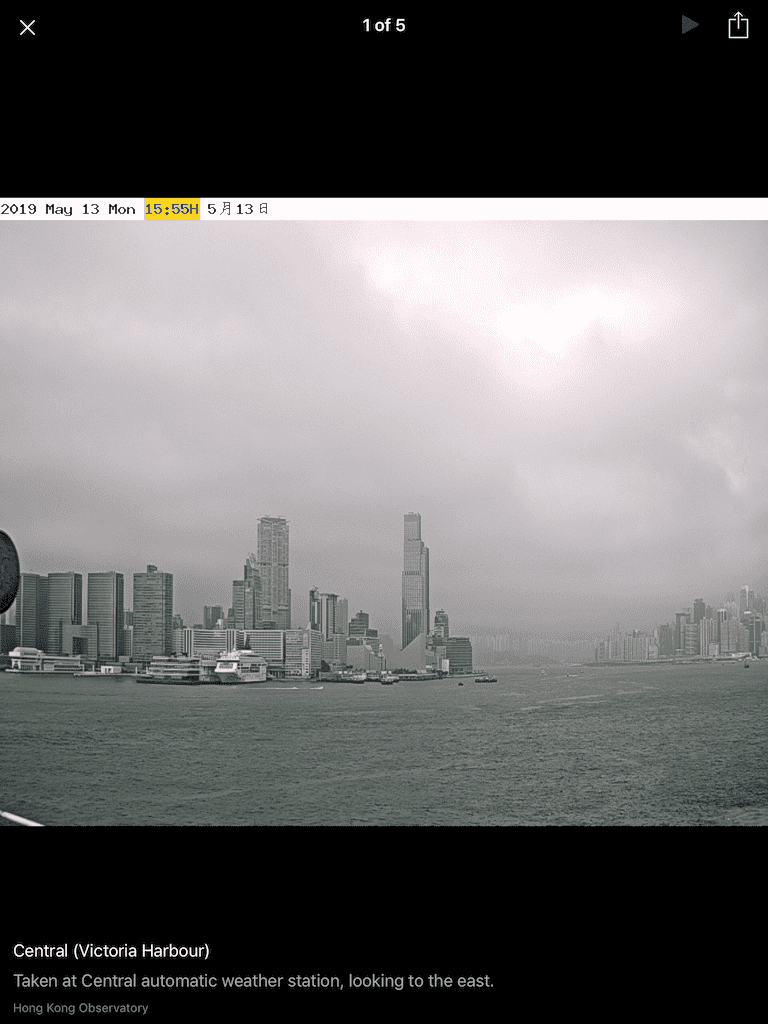 1 of 5
2019 May 13 Mon 15:55H 5月13日
Central (Victoria Harbour)
Taken at Central automatic weather station, looking to the east.
Hong Kong Observatory